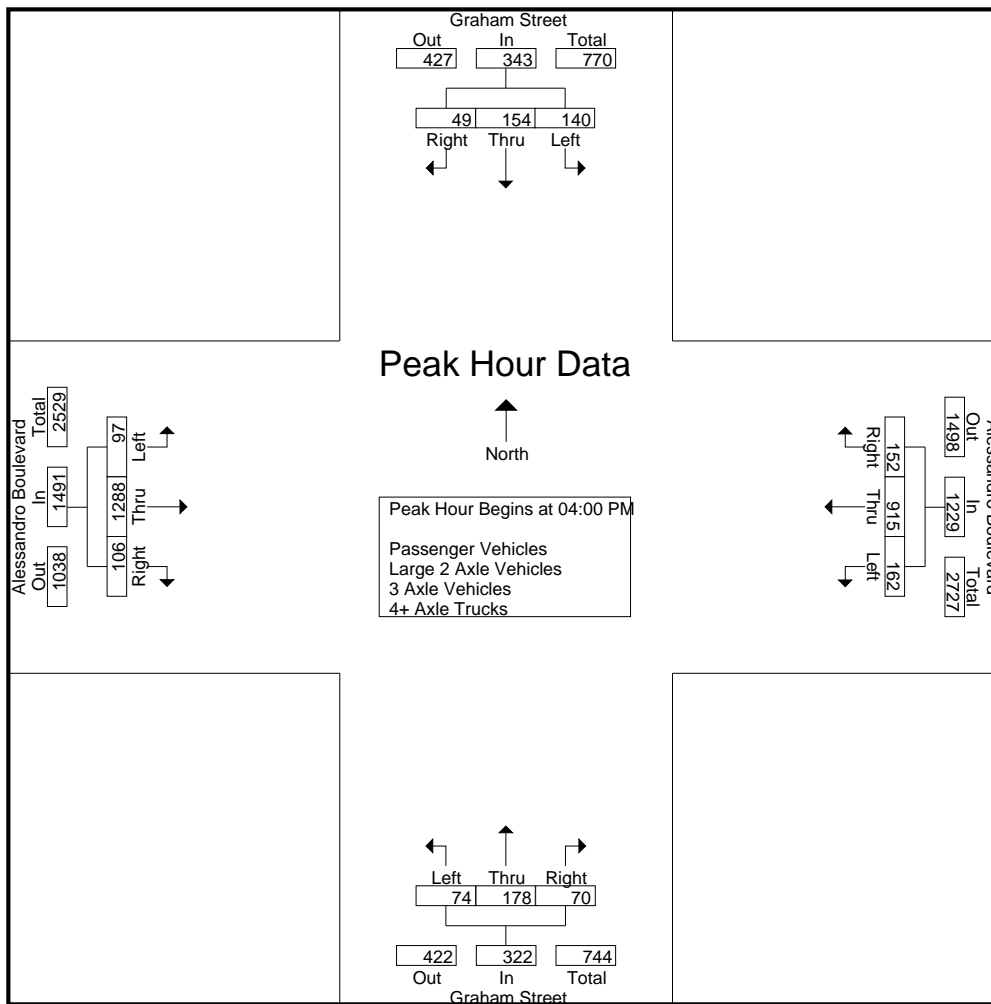 Graham Street
Out In Total
427 343 770
49 154 140
Right Thru Left
Peak Hour Data
North
Peak Hour Begins at 04:00 PM
Passenger Vehicles
Large 2 Axle Vehicles
3 Axle Vehicles
4+ Axle Trucks
Alessandro Boulevard
Total In Out
2529 1491 1038
97 1288 106
Left Thru Right
Alessandro Boulevard
Out In Total
1498 1229 2727
152 915 162
Right Thru Left
Left Thru Right
74 178 70
422 322 744
Out In Total
Graham Street